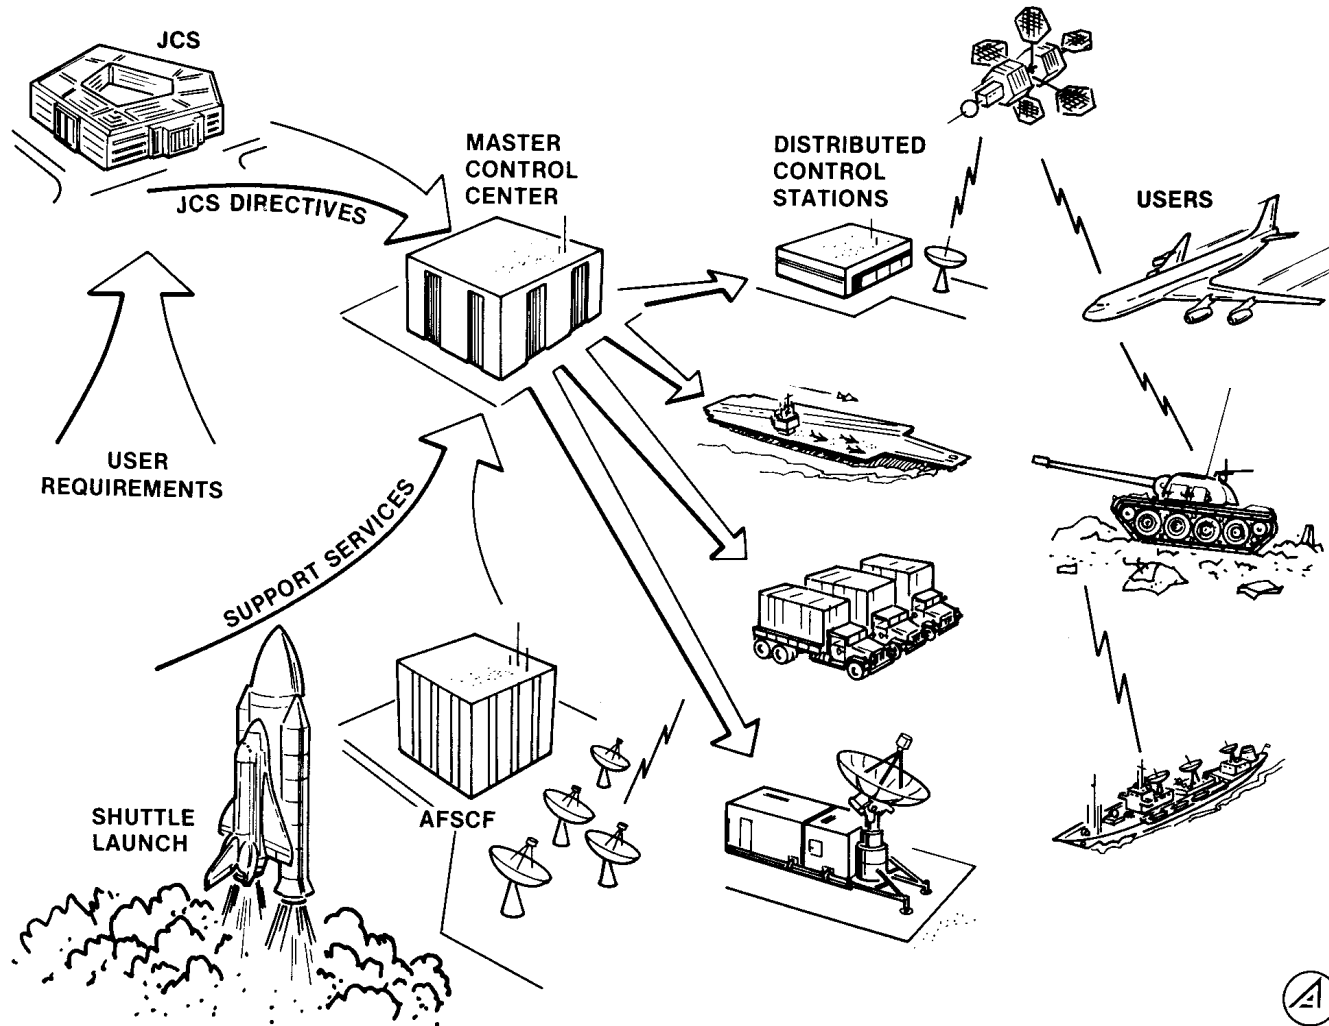 JCS
JCS DIRECTIVES
MASTER
CONTROL
CENTER
DISTRIBUTED
CONTROL
STATIONS
USERS
USER
REQUIREMENTS
SUPPORT SERVICES
SHUTTLE
LAUNCH
AFSCF